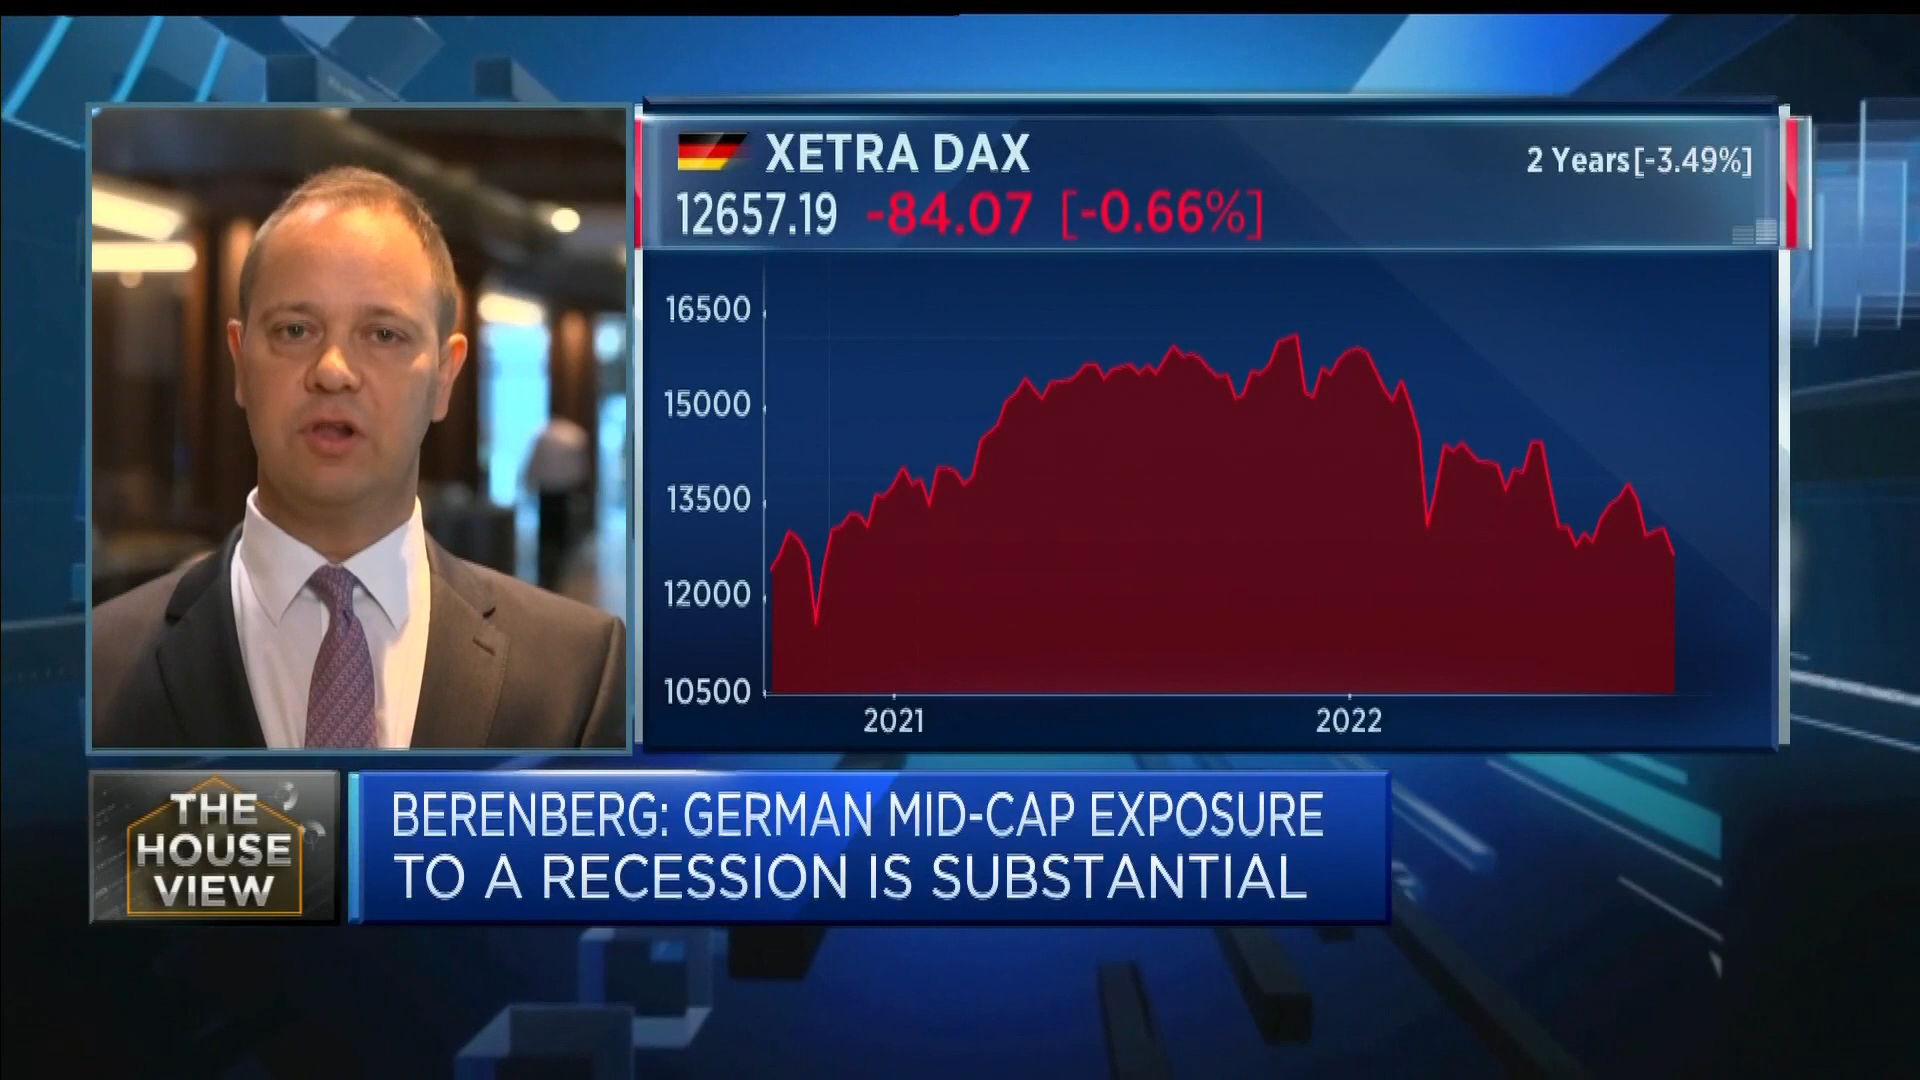 XETRA DAX
2 Years[-3.49%]
12657.19 -84.07 [-0.66%]
16500
15000
13500
12000
10500
2021
2022
THE
HOUSE
VIEW
BERENBERG: GERMAN MID-CAP EXPOSURE
TO A RECESSION IS SUBSTANTIAL